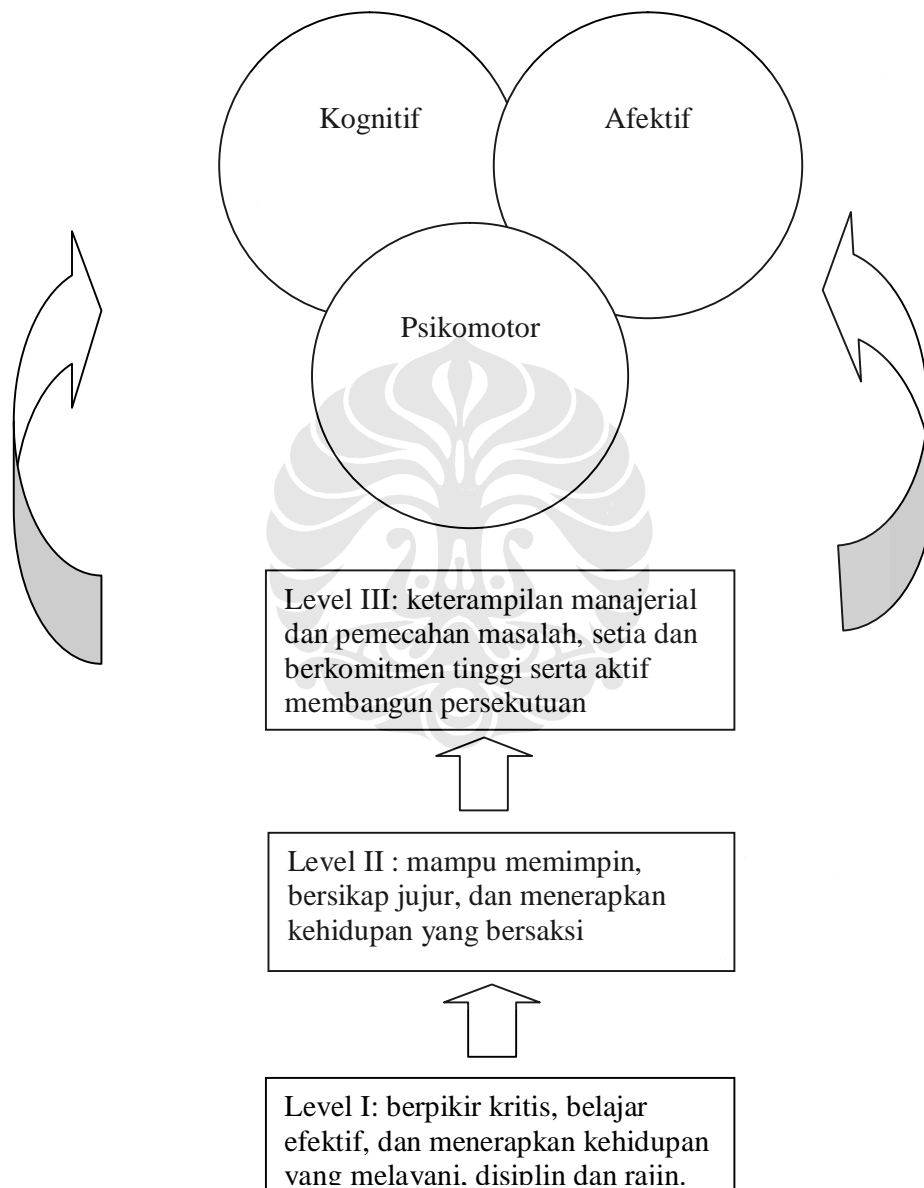 Kognitif
Afektif
Psikomotor
Level III: keterampilan manajerial
dan pemecahan masalah, setia dan
berkomitmen tinggi serta aktif
membangun persekutuan
Level II : mampu memimpin,
bersikap jujur, dan menerapkan
kehidupan yang bersaksi
Level I: berpikir kritis, belajar
efektif, dan menerapkan kehidupan
yang melayani, disiplin dan rajin.